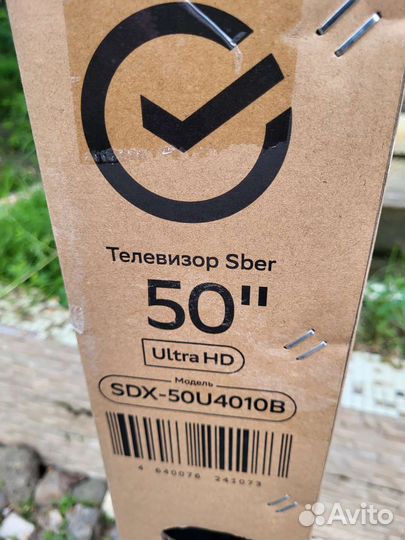 Телевизор Sber
50"
Ultra HD
Модель
SDX-50U4010B
4 640076 241073
Avito